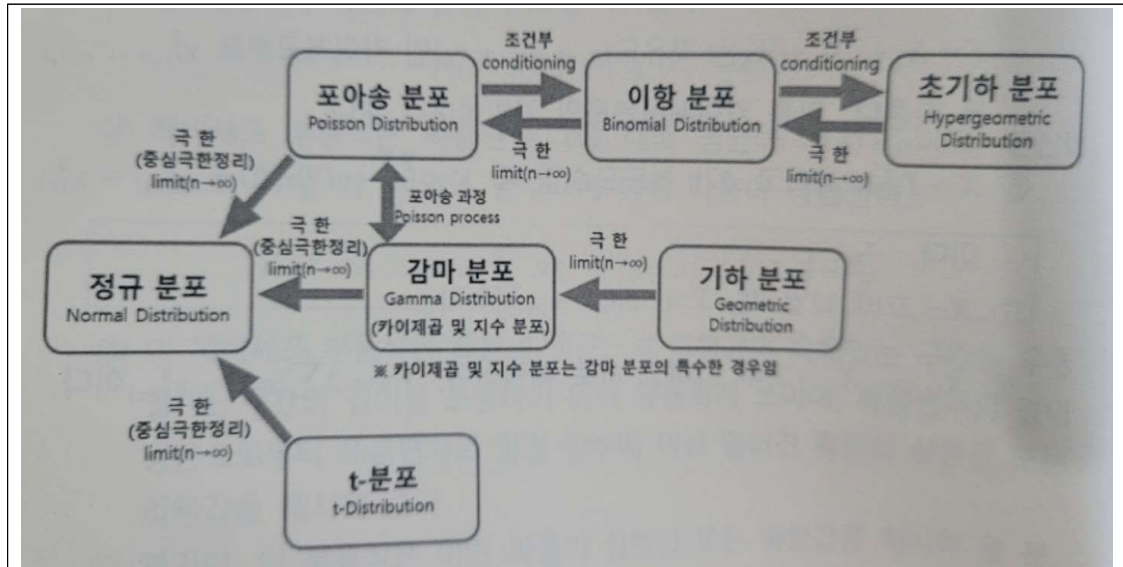 조건부
conditioning
조건부
conditioning
포아송 분포
Poisson Distribution
이항 분포
Binomial Distribution
초기하 분포
Hypergeometric
Distribution
극 한
(중심극한정리)
limit(n→∞)
극 한
limit(n→∞)
극 한
limit(n→∞)
포아송 과정
Poisson process
극 한
(중심극한정리)
limit(n→∞)
극 한
limit(n→∞)
정규 분포
Normal Distribution
감마 분포
Gamma Distribution
(카이제곱 및 지수 분포)
기하 분포
Geometric
Distribution
※ 카이제곱 및 지수 분포는 감마 분포의 특수한 경우임
극 한
(중심극한정리)
limit(n→∞)
t-분포
t-Distribution